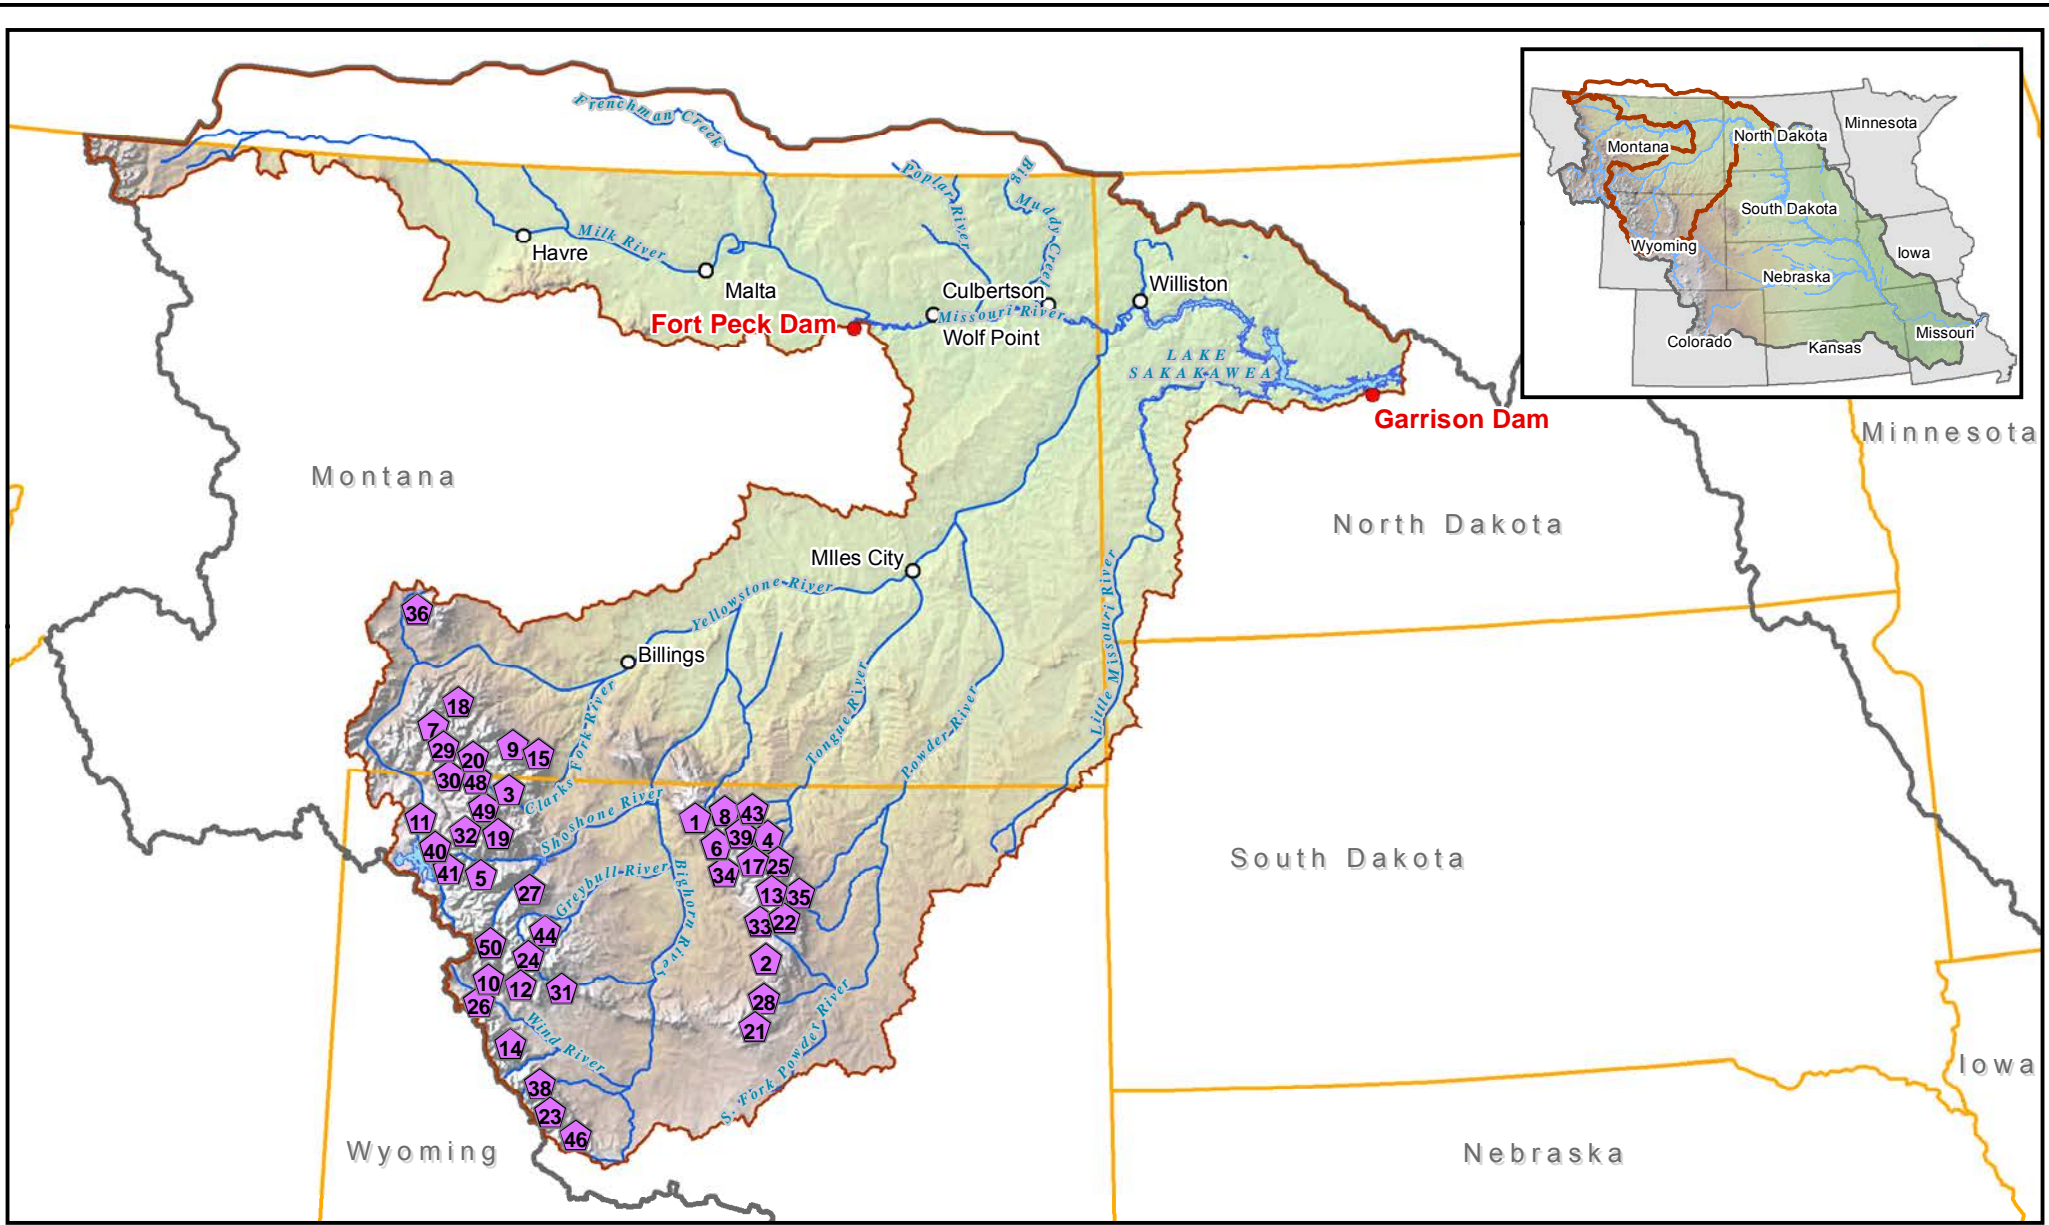 Frenchman Creek
Poplar River
Big Muddy Creek
Milk River
Havre
Malta
Fort Peck Dam
Culbertson
Wolf Point
Missouri River
Williston
LAKE
SAKAKAWEA
Garrison Dam
Minnesota
North Dakota
Montana
South Dakota
Wyoming
Iowa
Nebraska
Colorado
Kansas
Missouri
Minnesota
Montana
North Dakota
MIles City
Yellowstone River
Billings
Little Missouri River
Clarks Fork River
Tongue River
Powder River
Shoshone River
Greybull River
Bighorn River
Wind River
S. Fork Powder River
South Dakota
Wyoming
Nebraska
Iowa
36
18
7
29
20
9
15
30
48
3
49
11
32
19
40
41
5
27
44
50
24
10
12
31
26
14
38
23
46
1
8
43
39
4
6
17
25
34
13
35
33
22
2
28
21